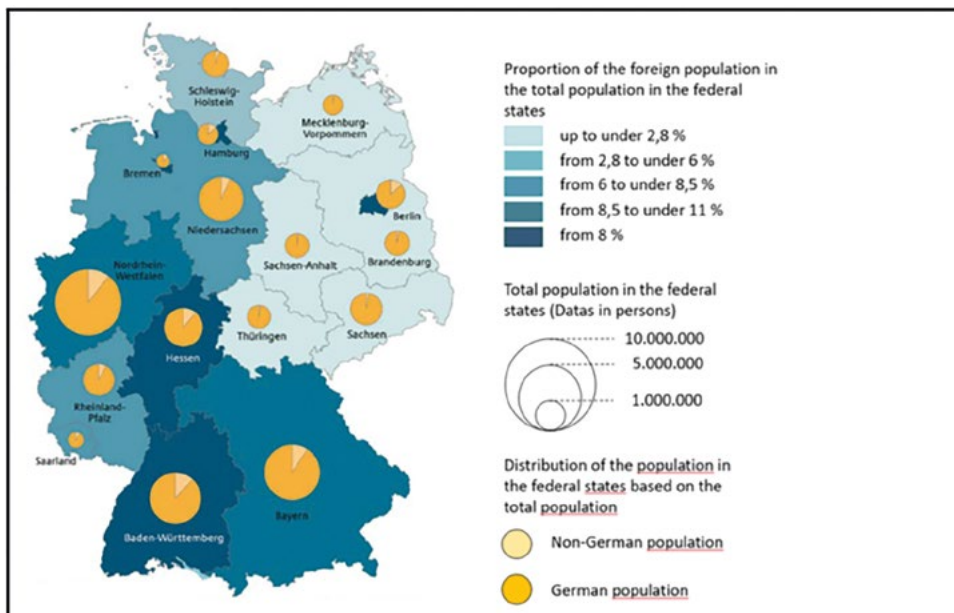 Schleswig-
Holstein
Mecklenburg-
Vorpommern
Hamburg
Bremen
Niedersachsen
Berlin
Brandenburg
Sachsen-Anhalt
Nordrhein-
Westfalen
Hessen
Thüringen
Sachsen
Rheinland-
Pfalz
Saarland
Baden-Württemberg
Bayern
Proportion of the foreign population in
the total population in the federal
states
up to under 2,8 %
from 2,8 to under 6 %
from 6 to under 8,5 %
from 8,5 to under 11 %
from 8 %
Total population in the federal
states (Datas in persons)
10.000.000
5.000.000
1.000.000
Distribution of the population in
the federal states based on the
total population
Non-German population
German population